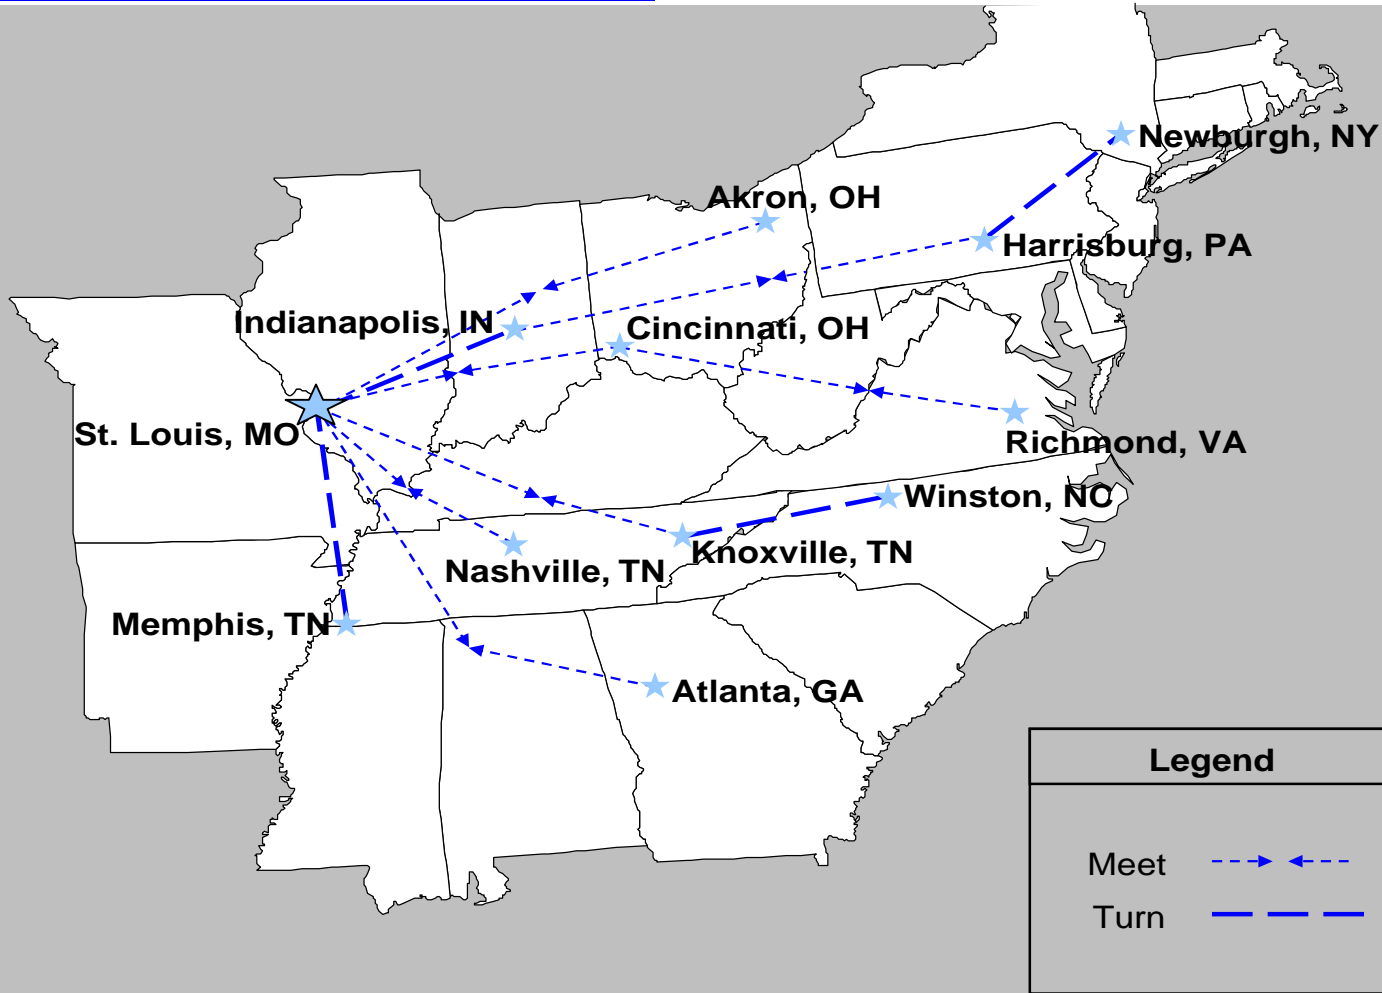 Newburgh, NY
Akron, OH
Harrisburg, PA
Indianapolis, IN
Cincinnati, OH
St. Louis, MO
Richmond, VA
Winston, NC
Knoxville, TN
Nashville, TN
Memphis, TN
Atlanta, GA
Legend
Meet
Turn